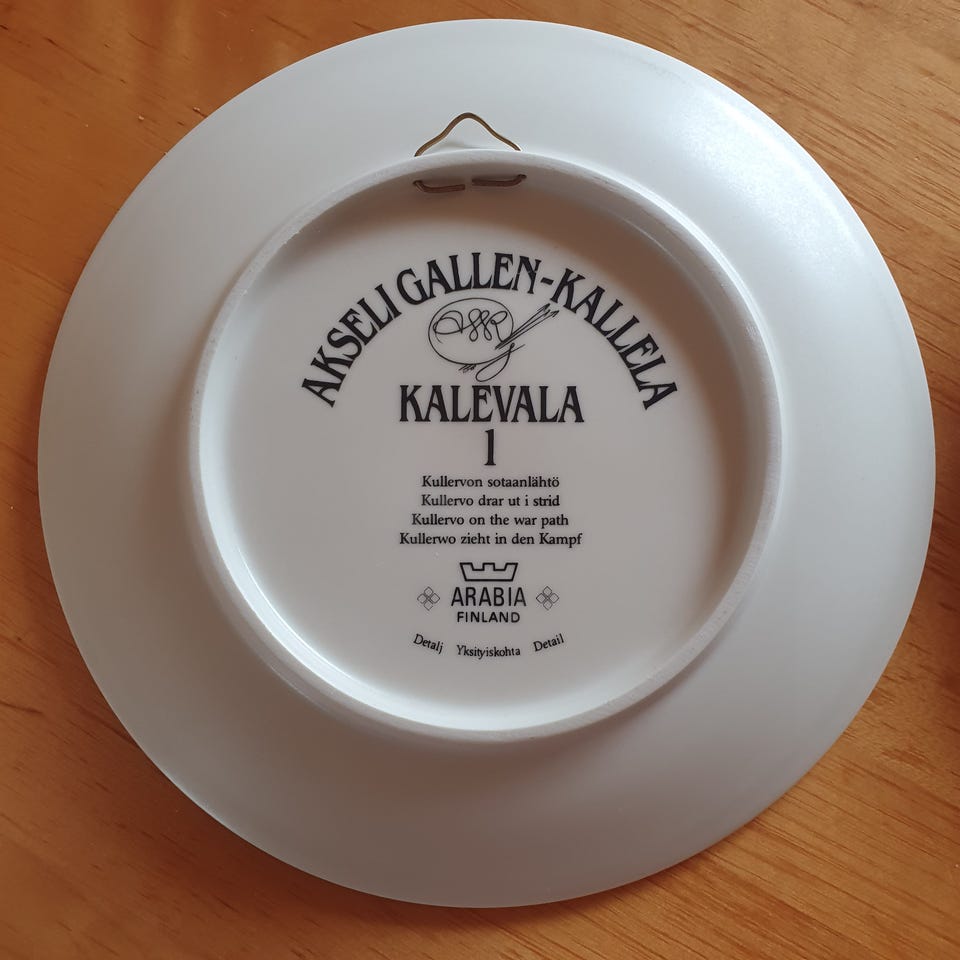 AKSELI GALLEN-KALLELA
KALEVALA
1
Kullervon sotaanlähtö
Kullervo drar ut i strid
Kullervo on the war path
Kullerwo zieht in den Kampf
ARABIA
FINLAND
Detalj Yksityiskohta Detail